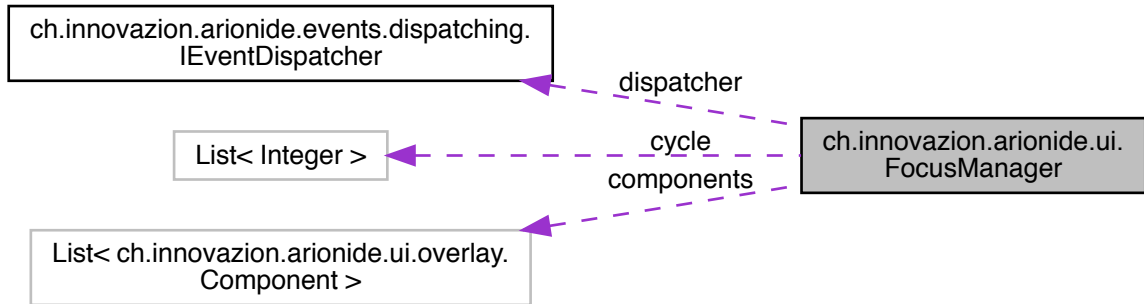 ch.innovazion.arionide.events.dispatching.
IEventDispatcher
dispatcher
List< Integer >
cycle
ch.innovazion.arionide.ui.
FocusManager
components
List< ch.innovazion.arionide.ui.overlay.
Component >